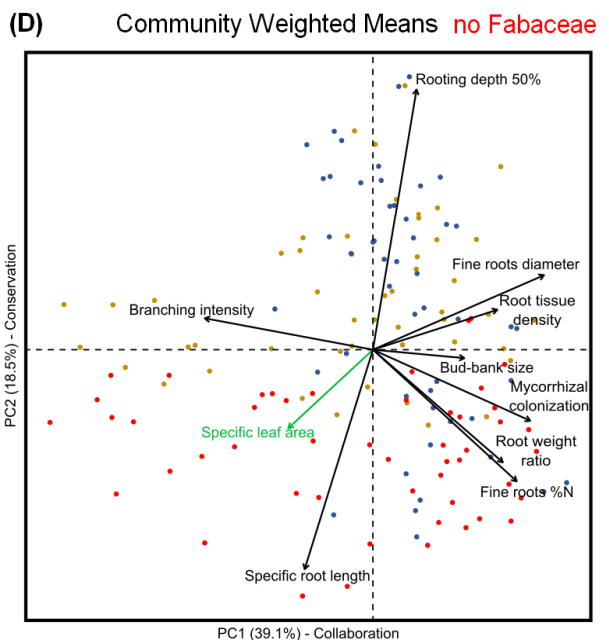 (D) Community Weighted Means no Fabaceae
Rooting depth 50%
Fine roots diameter
Root tissue
density
Branching intensity
Bud-bank size
Mycorrhizal
colonization
Specific leaf area
Root weight
ratio
Fine roots %N
Specific root length
PC2 (18.5%) - Conservation
PC1 (39.1%) - Collaboration